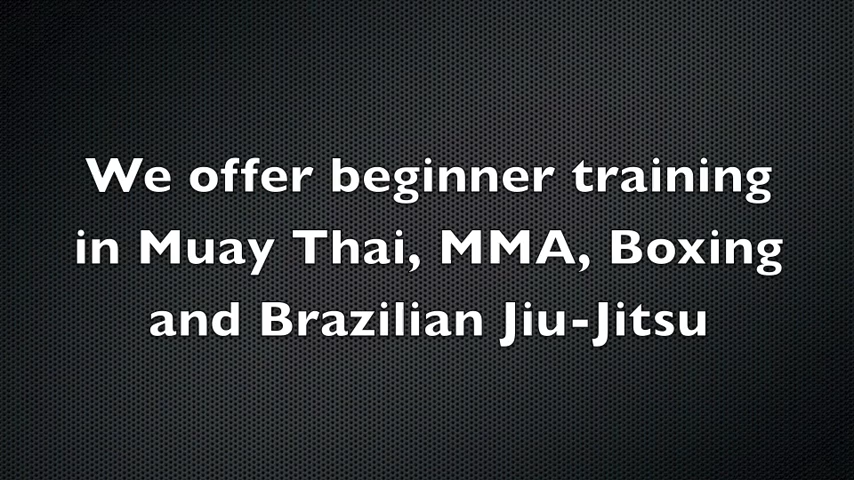 We offer beginner training
in Muay Thai, MMA, Boxing
and Brazilian Jiu-Jitsu